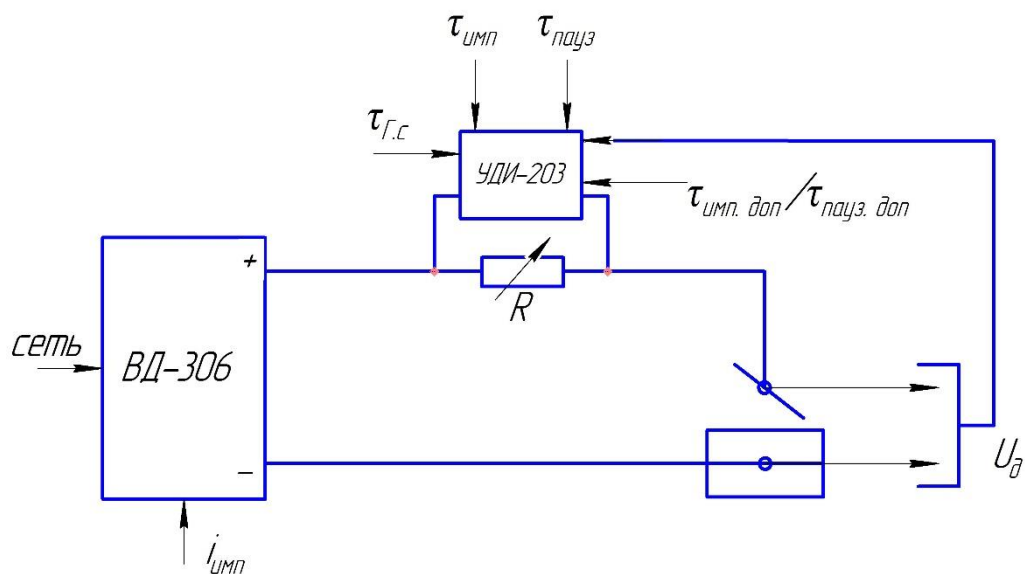 τимп τпауз
τГ.с
УДИ-203
τимп. доп/τпауз. доп
+
R
сеть
ВД-306
−
Uд
iимп